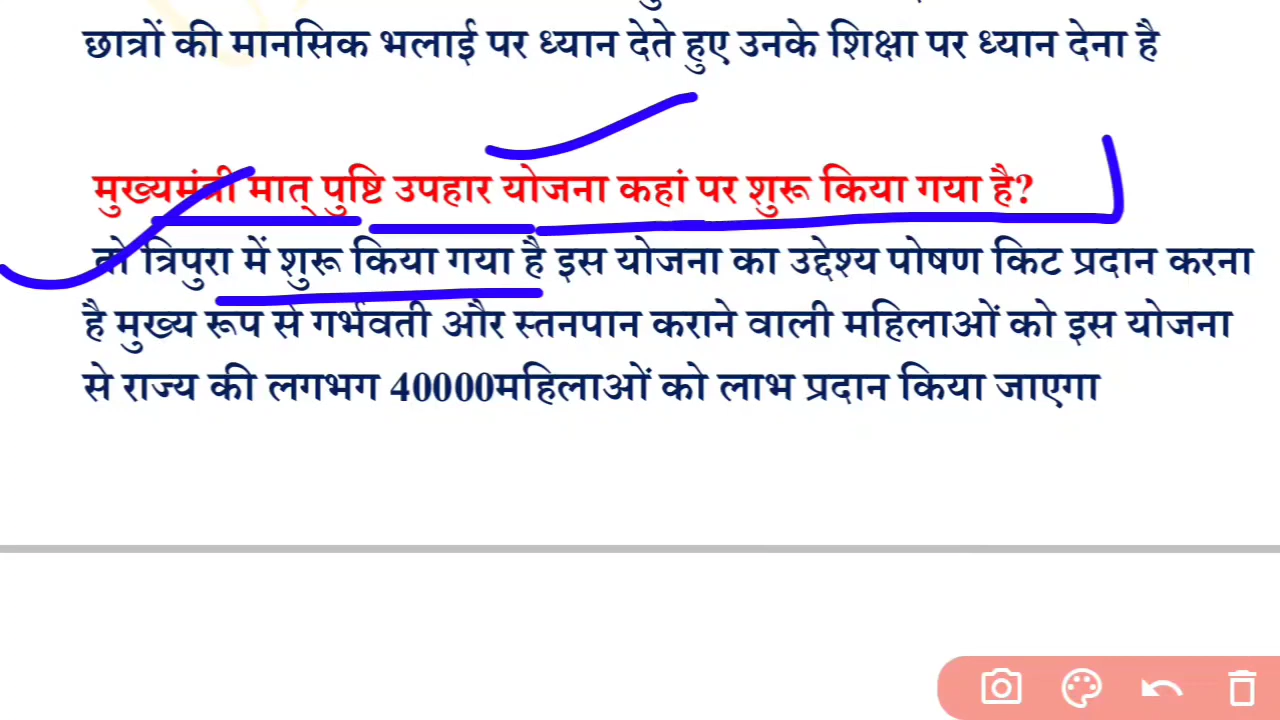 छात्रों की मानसिक भलाई पर ध्यान देते हुए उनके शिक्षा पर ध्यान देना है
मुख्यमंत्री मातृ पुष्टि उपहार योजना कहां पर शुरू किया गया है?
तो त्रिपुरा में शुरू किया गया है इस योजना का उद्देश्य पोषण किट प्रदान करना
है मुख्य रूप से गर्भवती और स्तनपान कराने वाली महिलाओं को इस योजना
से राज्य की लगभग 40000महिलाओं को लाभ प्रदान किया जाएगा